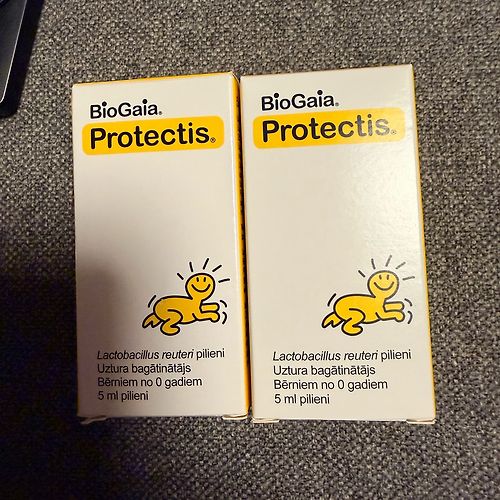 BioGaia®
Protectis®
Lactobacillus reuteri pilieni
Uztura bagātinātājs
Bērniem no 0 gadiem
5 ml pilieni
BioGaia®
Protectis®
Lactobacillus reuteri pilieni
Uztura bagātinātājs
Bērniem no 0 gadiem
5 ml pilieni